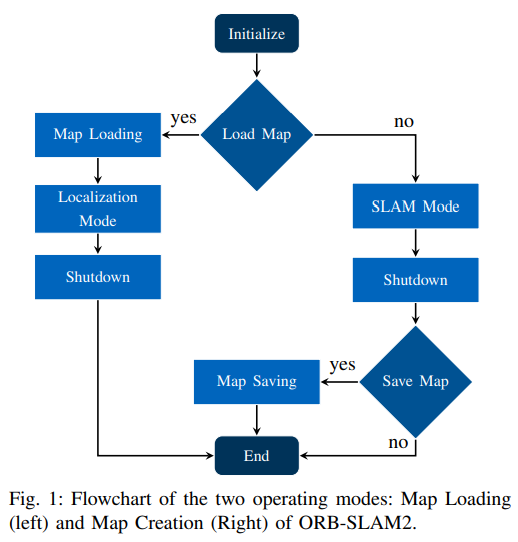 Initialize
Load Map
yes
no
Map Loading
Localization
Mode
Shutdown
SLAM Mode
Shutdown
Save Map
yes
no
Map Saving
End
Fig. 1: Flowchart of the two operating modes: Map Loading
(left) and Map Creation (Right) of ORB-SLAM2.